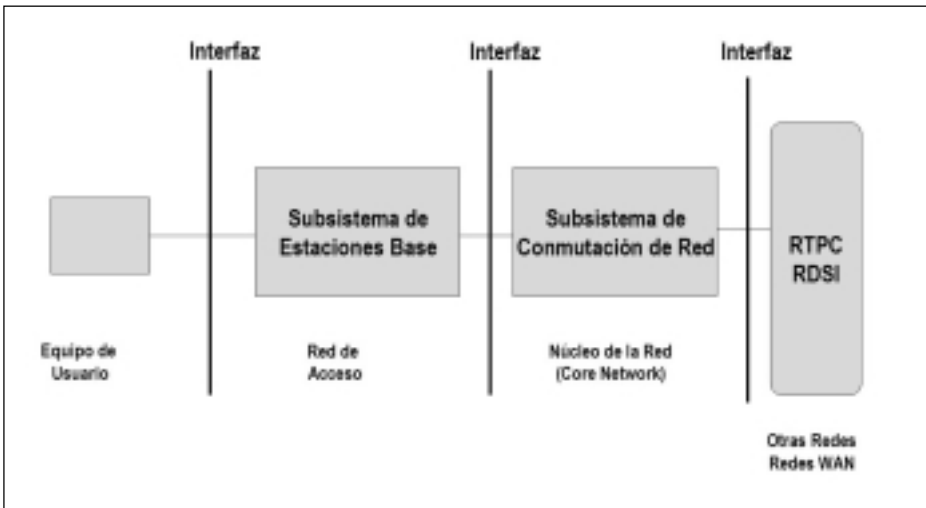 Interfaz
Interfaz
Interfaz
Subsistema de
Estaciones Base
Subsistema de
Conmutación de Red
RTPC
RDSI
Equipo de
Usuario
Red de
Acceso
Núcleo de la Red
(Core Network)
Otras Redes
Redes WAN